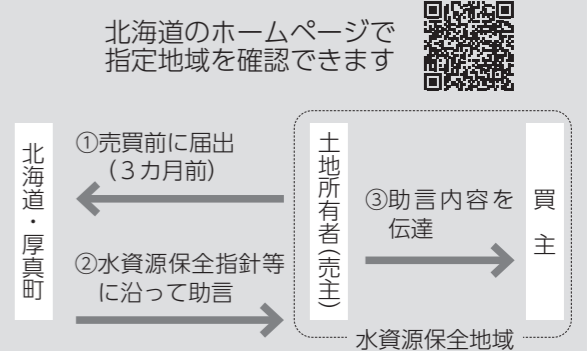 北海道のホームページで
指定地域を確認できます
北海道・厚真町
①売買前に届出
（３カ月前）
②水資源保全指針等
に沿って助言
土地所有者（売主）
③助言内容を
伝達
買主
水資源保全地域